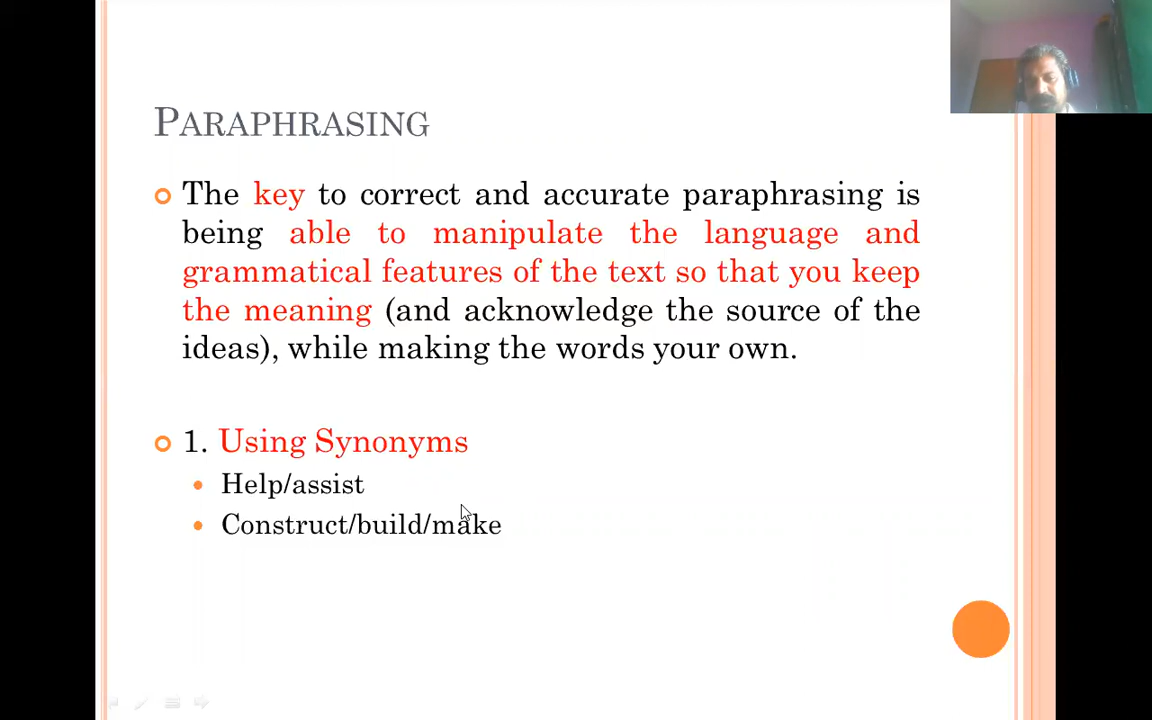 PARAPHRASING
The key to correct and accurate paraphrasing is
being able to manipulate the language and
grammatical features of the text so that you keep
the meaning (and acknowledge the source of the
ideas), while making the words your own.
1. Using Synonyms
Help/assist
Construct/build/make